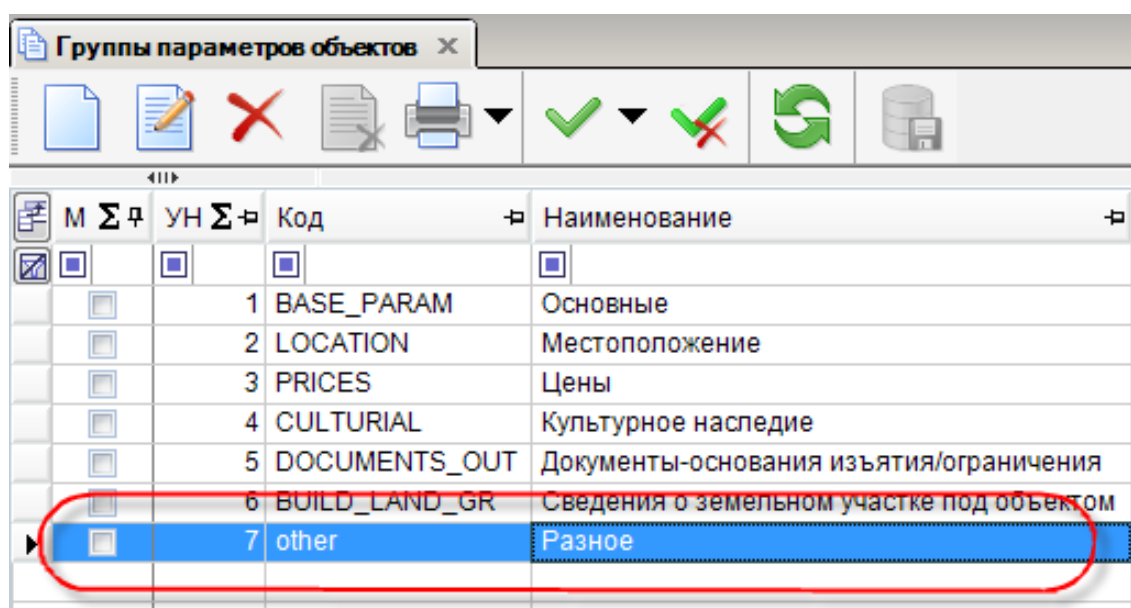 Группы параметров объектов
М Σ УН Σ Код Наименование
1 BASE_PARAM Основные
2 LOCATION Местоположение
3 PRICES Цены
4 CULTURIAL Культурное наследие
5 DOCUMENTS_OUT Документы-основания изъятия/ограничения
6 BUILD_LAND_GR Сведения о земельном участке под объектом
7 other Разное